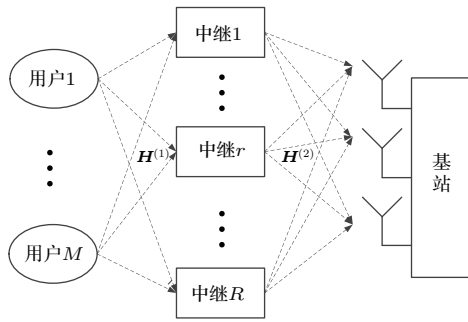 中继1
用户1
H^{(1)}
中继r
H^{(2)}
基站
用户M
中继R